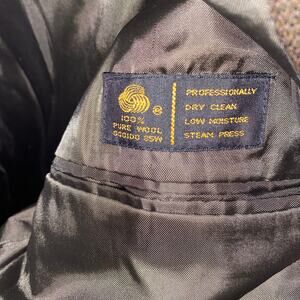 100%
PURE WOOL
PROFESSIONALLY
DRY CLEAN
LOW MOISTURE
STEAM PRESS